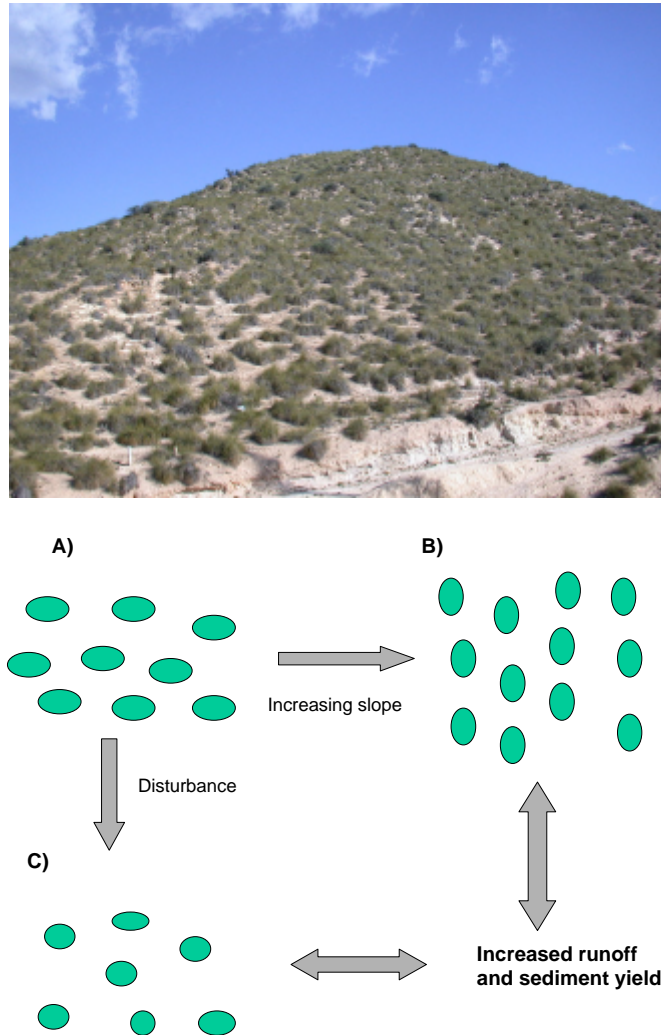 A)
B)
Increasing slope
Disturbance
C)
Increased runoff
and sediment yield